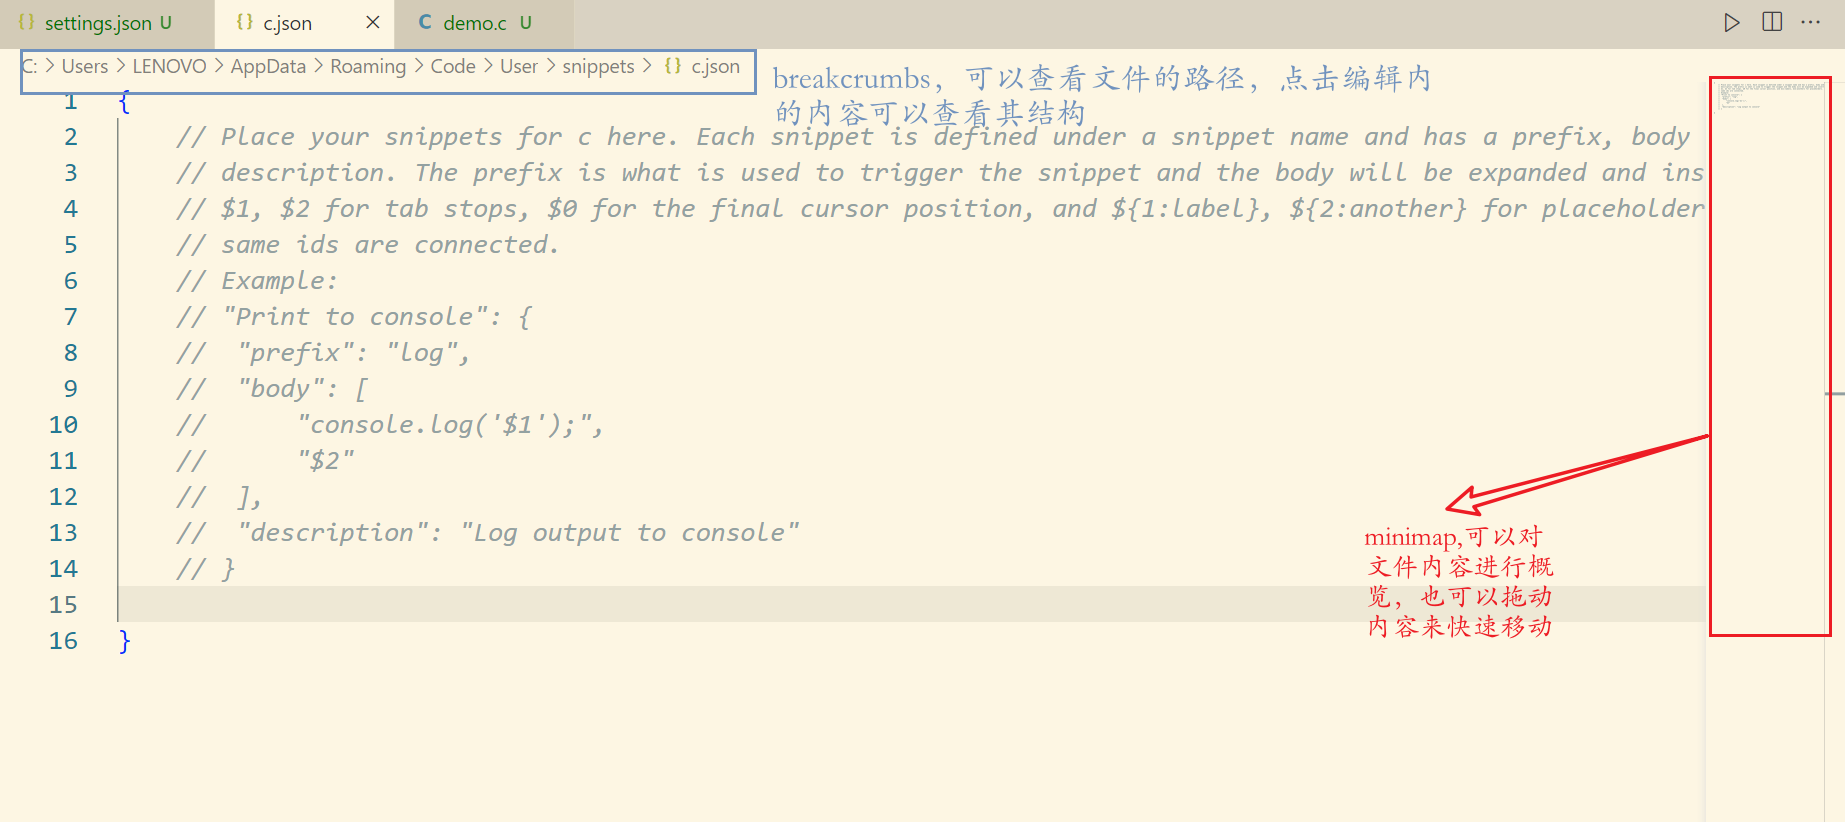 {} settings.json U {} c.json × C demo.c U ···
C: > Users > LENOVO > AppData > Roaming > Code > User > snippets > {} c.json
breakcrumbs，可以查看文件的路径，点击编辑内
的内容可以查看其结构
1 {
2 // Place your snippets for c here. Each snippet is defined under a snippet name and has a prefix, body
3 // description. The prefix is what is used to trigger the snippet and the body will be expanded and ins
4 // $1, $2 for tab stops, $0 for the final cursor position, and ${1:label}, ${2:another} for placeholder
5 // same ids are connected.
6 // Example:
7 // "Print to console": {
8 // "prefix": "log",
9 // "body": [
10 // "console.log('$1');",
11 // "$2"
12 // ],
13 // "description": "Log output to console"
14 // }
15
16 }
minimap,可以对
文件内容进行概
览，也可以拖动
内容来快速移动